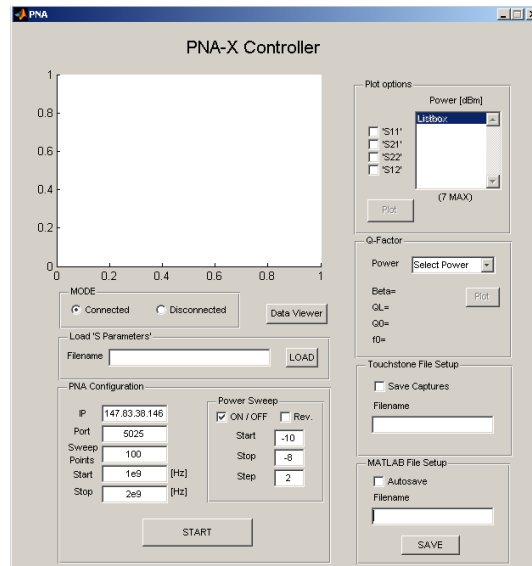 PNA
PNA-X Controller
1
0.8
0.6
0.4
0.2
0
0 0.2 0.4 0.6 0.8 1
Plot options
Power [dBm]
Listbox
'S11'
'S21'
'S22'
'S12'
(7 MAX)
Plot
Q-Factor
Power Select Power
Beta=
QL=
Q0=
f0=
Plot
MODE
Connected Disconnected
Data Viewer
Load 'S Parameters'
Filename LOAD
PNA Configuration
IP 147.83.38.146
Port 5025
Sweep
Points 100
Start 1e9 [Hz]
Stop 2e9 [Hz]
Power Sweep
ON / OFF Rev.
Start -10
Stop -8
Step 2
START
Touchstone File Setup
Save Captures
Filename
MATLAB File Setup
Autosave
Filename
SAVE